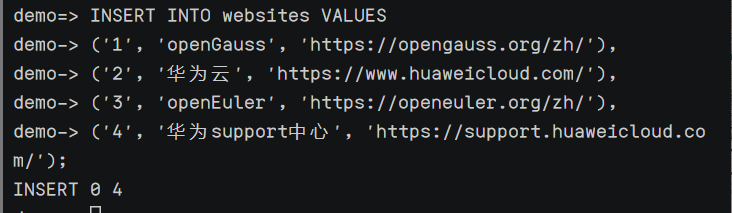 demo=> INSERT INTO websites VALUES
demo-> ('1', 'openGauss', 'https://opengauss.org/zh/'),
demo-> ('2', '华为云', 'https://www.huaweicloud.com/'),
demo-> ('3', 'openEuler', 'https://openeuler.org/zh/'),
demo-> ('4', '华为support中心', 'https://support.huaweicloud.co
m/');
INSERT 0 4